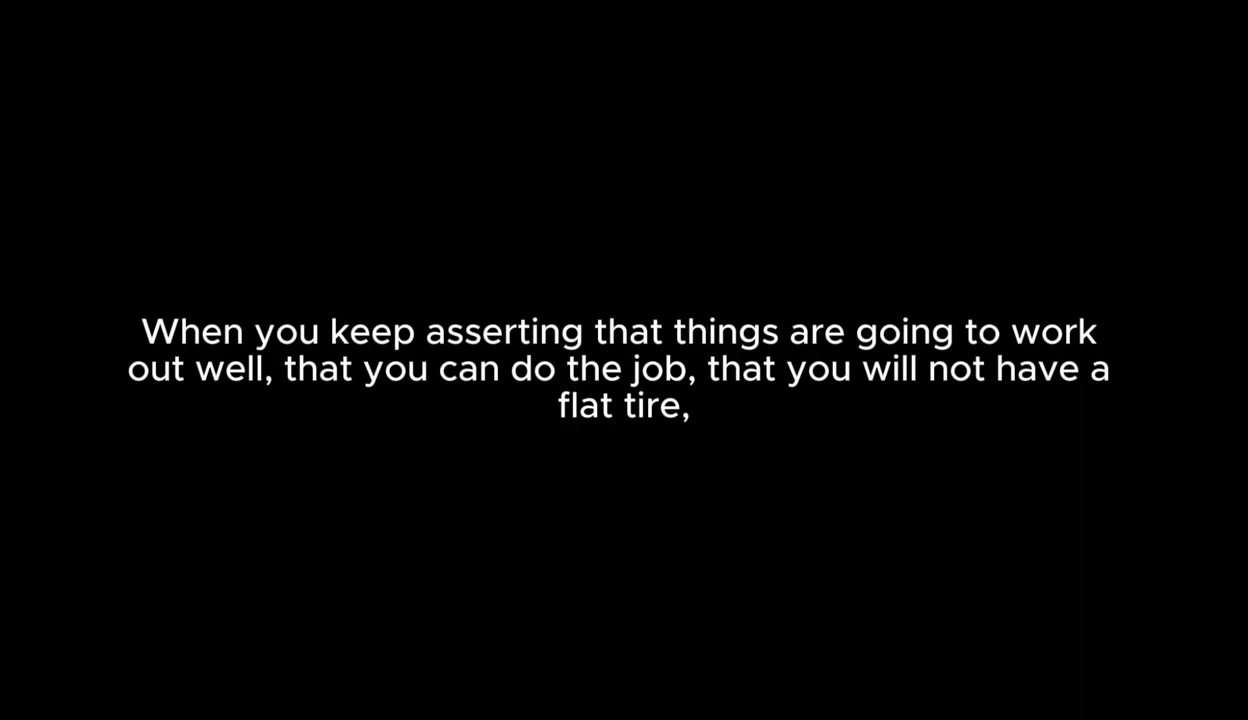 When you keep asserting that things are going to work
out well, that you can do the job, that you will not have a
flat tire,